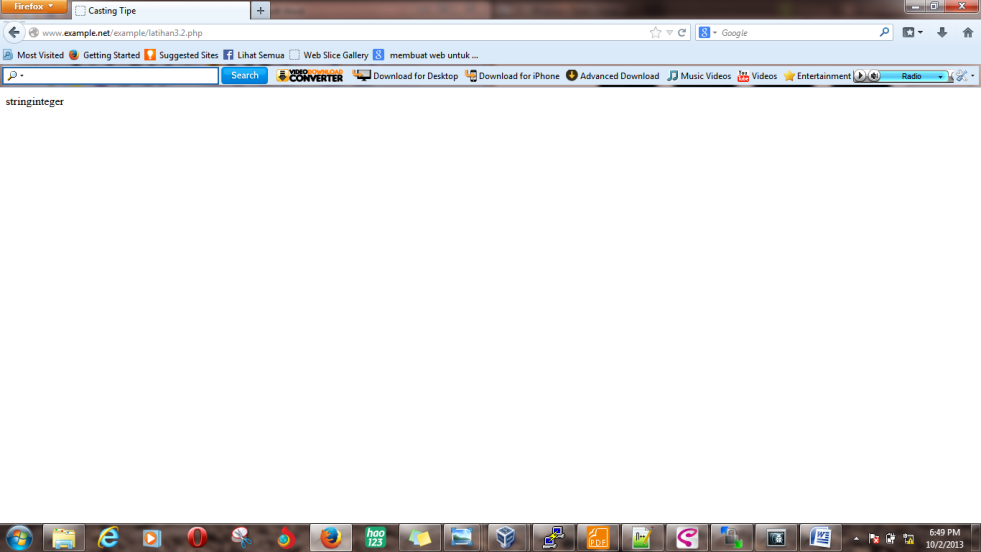 Firefox
Casting Tipe
www.example.net/example/latihan3.2.php
Google
Most Visited Getting Started Suggested Sites Lihat Semua Web Slice Gallery membuat web untuk ...
Search VIDEO DOWNLOAD CONVERTER Download for Desktop Download for iPhone Advanced Download Music Videos Videos Entertainment Radio
stringinteger
hao
123
PDF
6:49 PM
10/2/2013